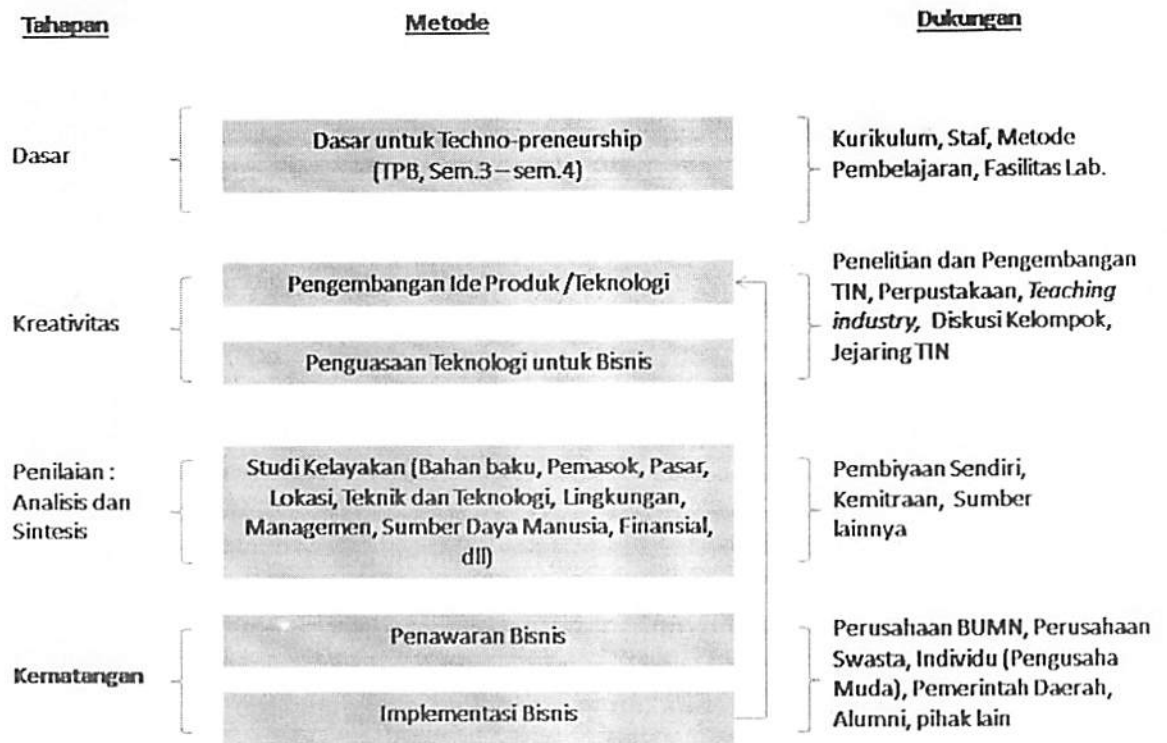 Tahapan
Metode
Dukungan
Dasar
Dasar untuk Techno-preneurship
(TPB, Sem.3 – sem.4)
Kurikulum, Staf, Metode
Pembelajaran, Fasilitas Lab.
Kreativitas
Pengembangan Ide Produk /Teknologi
Penguasaan Teknologi untuk Bisnis
Penelitian dan Pengembangan
TIN, Perpustakaan, Teaching
industry, Diskusi Kelompok,
Jejaring TIN
Penilaian :
Analisis dan
Sintesis
Studi Kelayakan (Bahan baku, Pemasok, Pasar,
Lokasi, Teknik dan Teknologi, Lingkungan,
Managemen, Sumber Daya Manusia, Finansial,
dll)
Pembiyaan Sendiri,
Kemitraan, Sumber
lainnya
Kematangan
Penawaran Bisnis
Implementasi Bisnis
Perusahaan BUMN, Perusahaan
Swasta, Individu (Pengusaha
Muda), Pemerintah Daerah,
Alumni, pihak lain